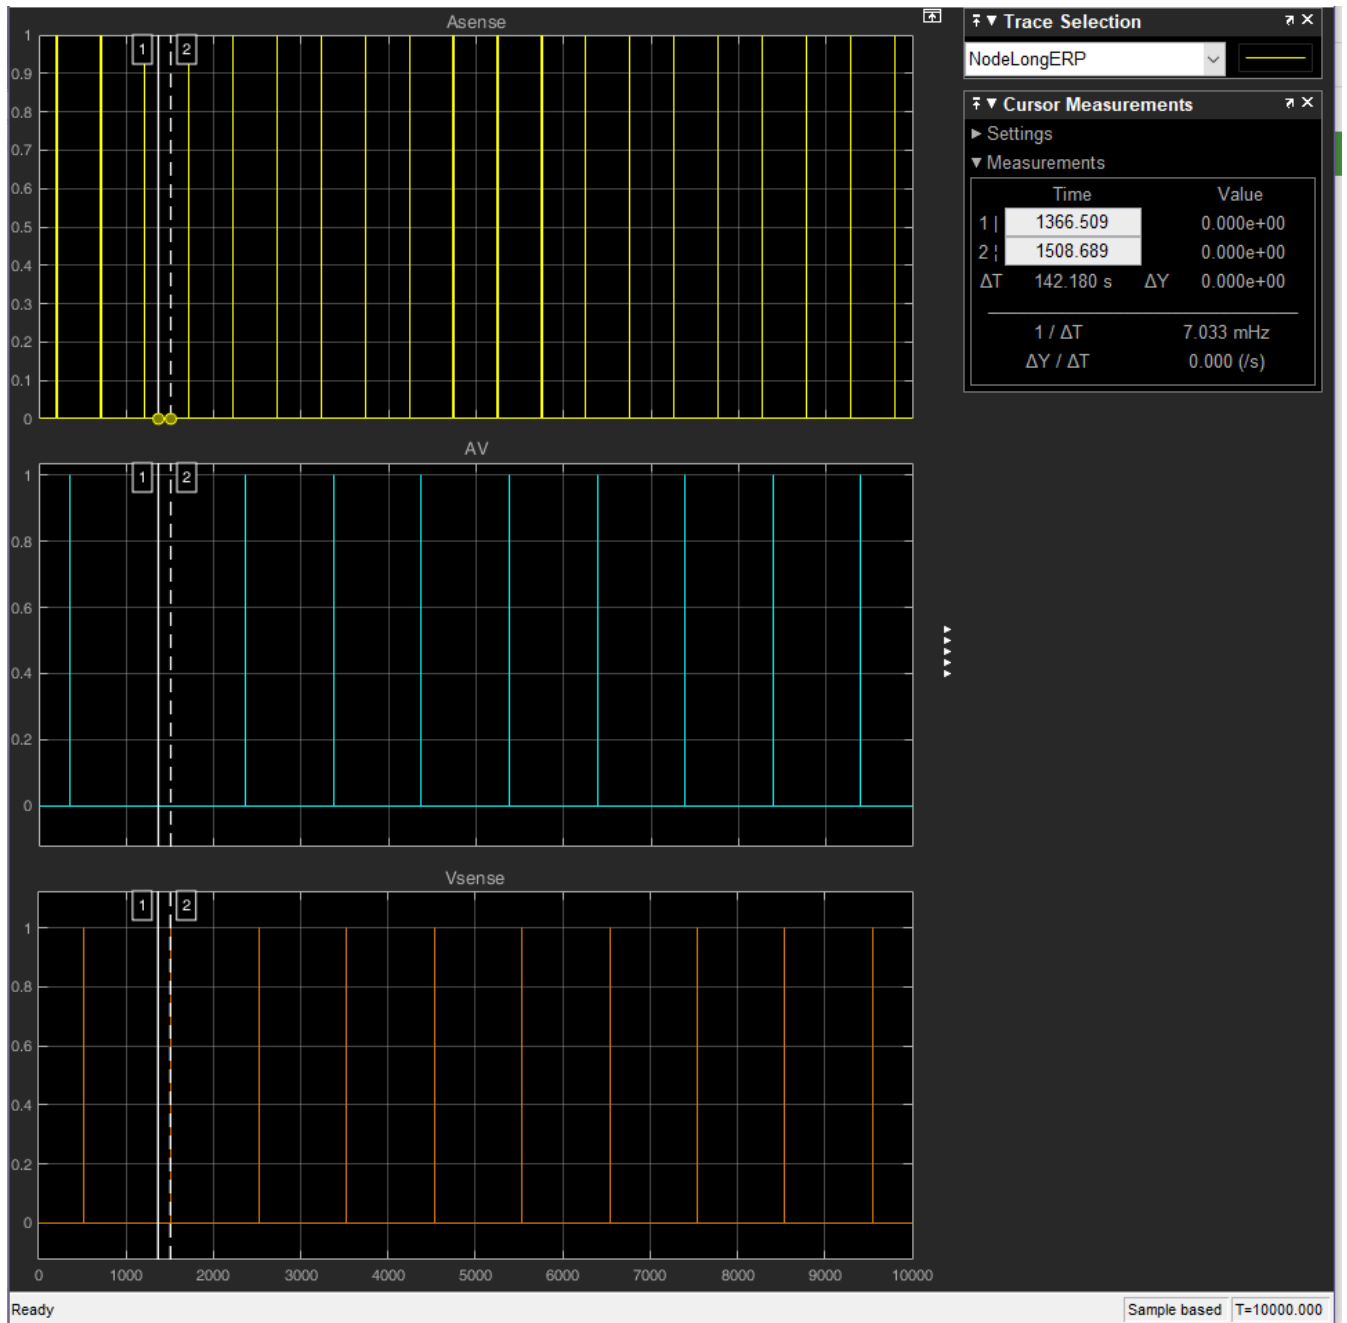 Asense
1
0.9
0.8
0.7
0.6
0.5
0.4
0.3
0.2
0.1
0
1 2
AV
1
0.8
0.6
0.4
0.2
0
1 2
Vsense
1
0.8
0.6
0.4
0.2
0
1 2
0 1000 2000 3000 4000 5000 6000 7000 8000 9000 10000
Trace Selection
NodeLongERP
Cursor Measurements
Settings
Measurements
Time Value
1 | 1366.509 0.000e+00
2 ¦ 1508.689 0.000e+00
ΔT 142.180 s ΔY 0.000e+00
1 / ΔT 7.033 mHz
ΔY / ΔT 0.000 (/s)
Ready Sample based T=10000.000